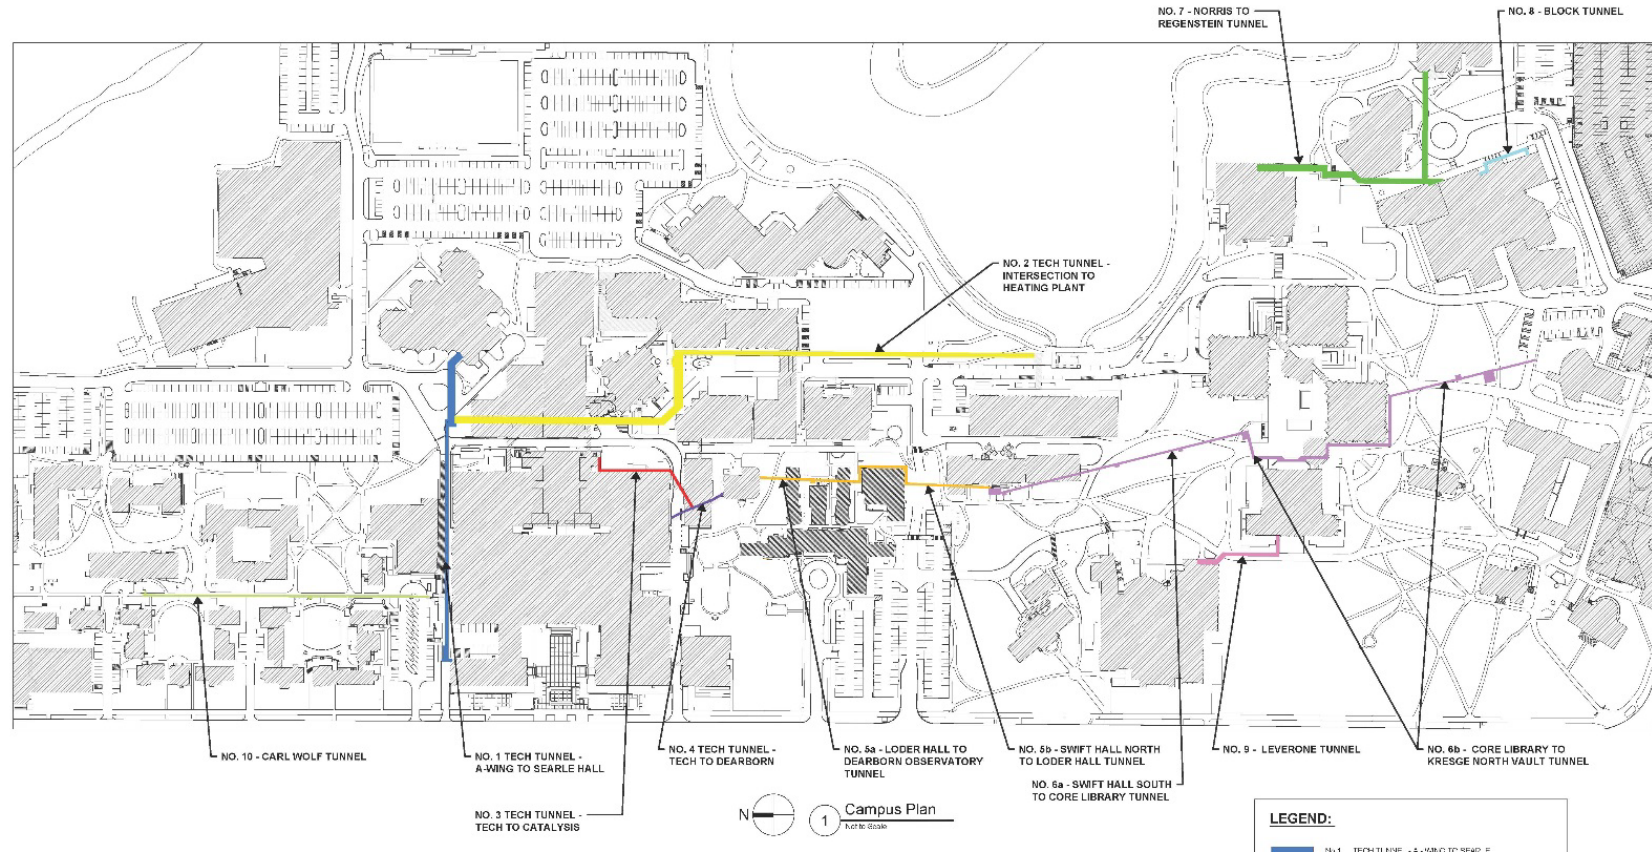 NO. 7 - NORRIS TO
REGENSTEIN TUNNEL
NO. 8 - BLOCK TUNNEL
NO. 2 TECH TUNNEL -
INTERSECTION TO
HEATING PLANT
NO. 10 - CARL WOLF TUNNEL
NO. 1 TECH TUNNEL -
A-WING TO SEARLE HALL
NO. 3 TECH TUNNEL -
TECH TO CATALYSIS
NO. 4 TECH TUNNEL -
TECH TO DEARBORN
NO. 5a - LODER HALL TO
DEARBORN OBSERVATORY
TUNNEL
NO. 5b - SWIFT HALL NORTH
TO LODER HALL TUNNEL
NO. 6a - SWIFT HALL SOUTH
TO CORE LIBRARY TUNNEL
NO. 9 - LEVERONE TUNNEL
NO. 6b - CORE LIBRARY TO
KRESGE NORTH VAULT TUNNEL
N
1
Campus Plan
Not to Scale
LEGEND: